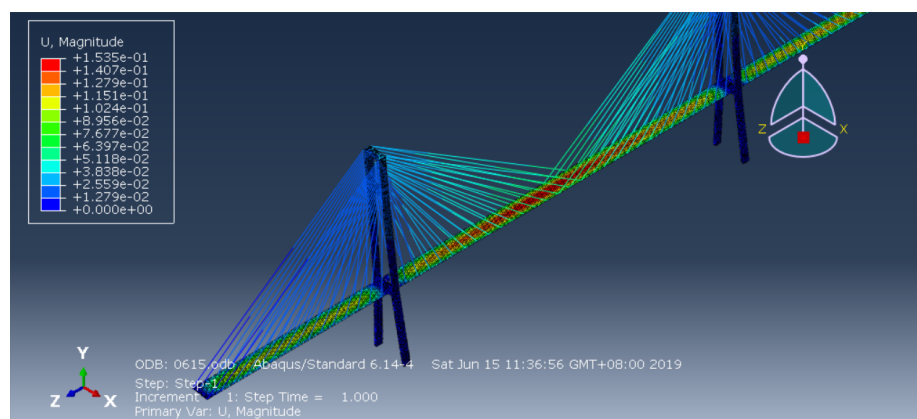 U, Magnitude
+1.535e-01
+1.407e-01
+1.279e-01
+1.151e-01
+1.024e-01
+8.956e-02
+7.677e-02
+6.397e-02
+5.118e-02
+3.838e-02
+2.559e-02
+1.279e-02
+0.000e+00
Y
Z
X
Y
Z
X
ODB: 0615.odb Abaqus/Standard 6.14-4 Sat Jun 15 11:36:56 GMT+08:00 2019
Step: Step-1
Increment 1: Step Time = 1.000
Primary Var: U, Magnitude